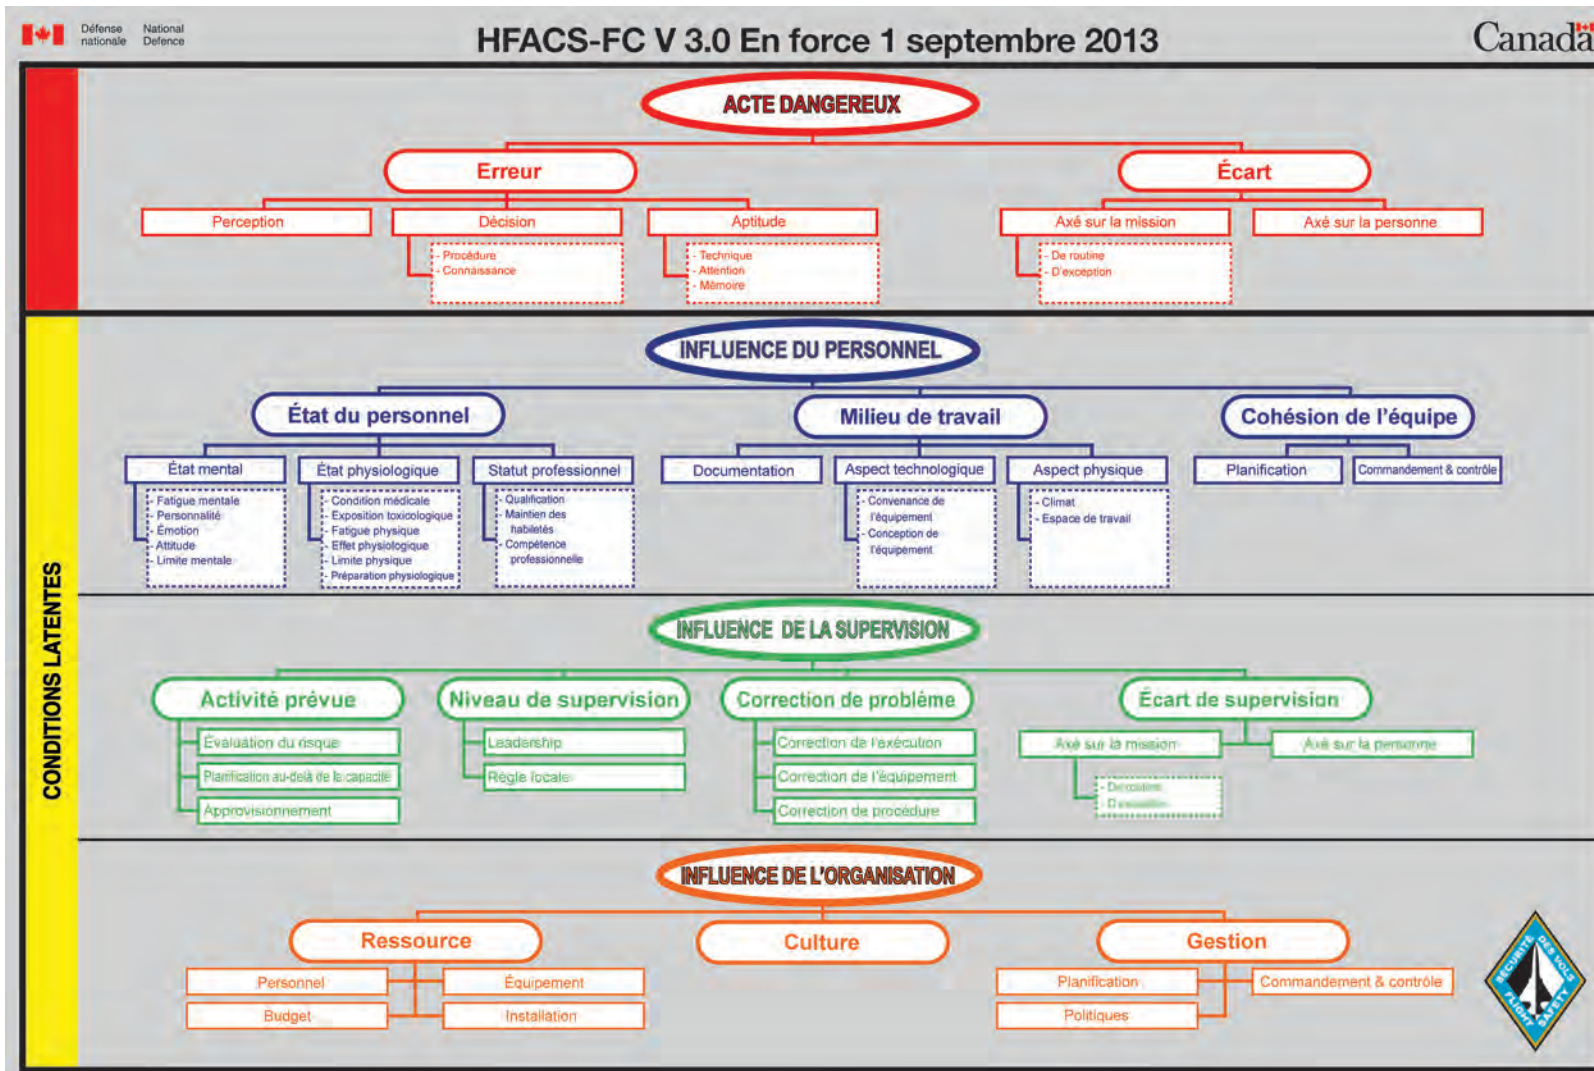 Défense nationale
National Defence
HFACS-FC V 3.0 En force 1 septembre 2013
Canada
ACTE DANGEREUX
Erreur
Écart
Perception
Décision
Aptitude
Axé sur la mission
Axé sur la personne
- Procédure
- Connaissance
- Technique
- Attention
- Mémoire
- De routine
- D'exception
CONDITIONS LATENTES
INFLUENCE DU PERSONNEL
État du personnel
Milieu de travail
Cohésion de l'équipe
État mental
État physiologique
Statut professionnel
Documentation
Aspect technologique
Aspect physique
Planification
Commandement & contrôle
- Fatigue mentale
- Personnalité
- Émotion
- Attitude
- Limite mentale
- Condition médicale
- Exposition toxicologique
- Fatigue physique
- Effet physiologique
- Limite physique
- Préparation physiologique
- Qualification
- Maintien des
habiletés
- Compétence
professionnelle
- Convenance de
l'équipement
- Conception de
l'équipement
- Climat
- Espace de travail
INFLUENCE DE LA SUPERVISION
Activité prévue
Niveau de supervision
Correction de problème
Écart de supervision
Évaluation du risque
Planification au-delà de la capacité
Approvisionnement
Leadership
Règle locale
Correction de l'exécution
Correction de l'équipement
Correction de procédure
Axé sur la mission
Axé sur la personne
- De routine
- D'exception
INFLUENCE DE L'ORGANISATION
Ressource
Culture
Gestion
Personnel
Équipement
Budget
Installation
Planification
Commandement & contrôle
Politiques
SÉCURITÉ DES VOLS
FLIGHT SAFETY